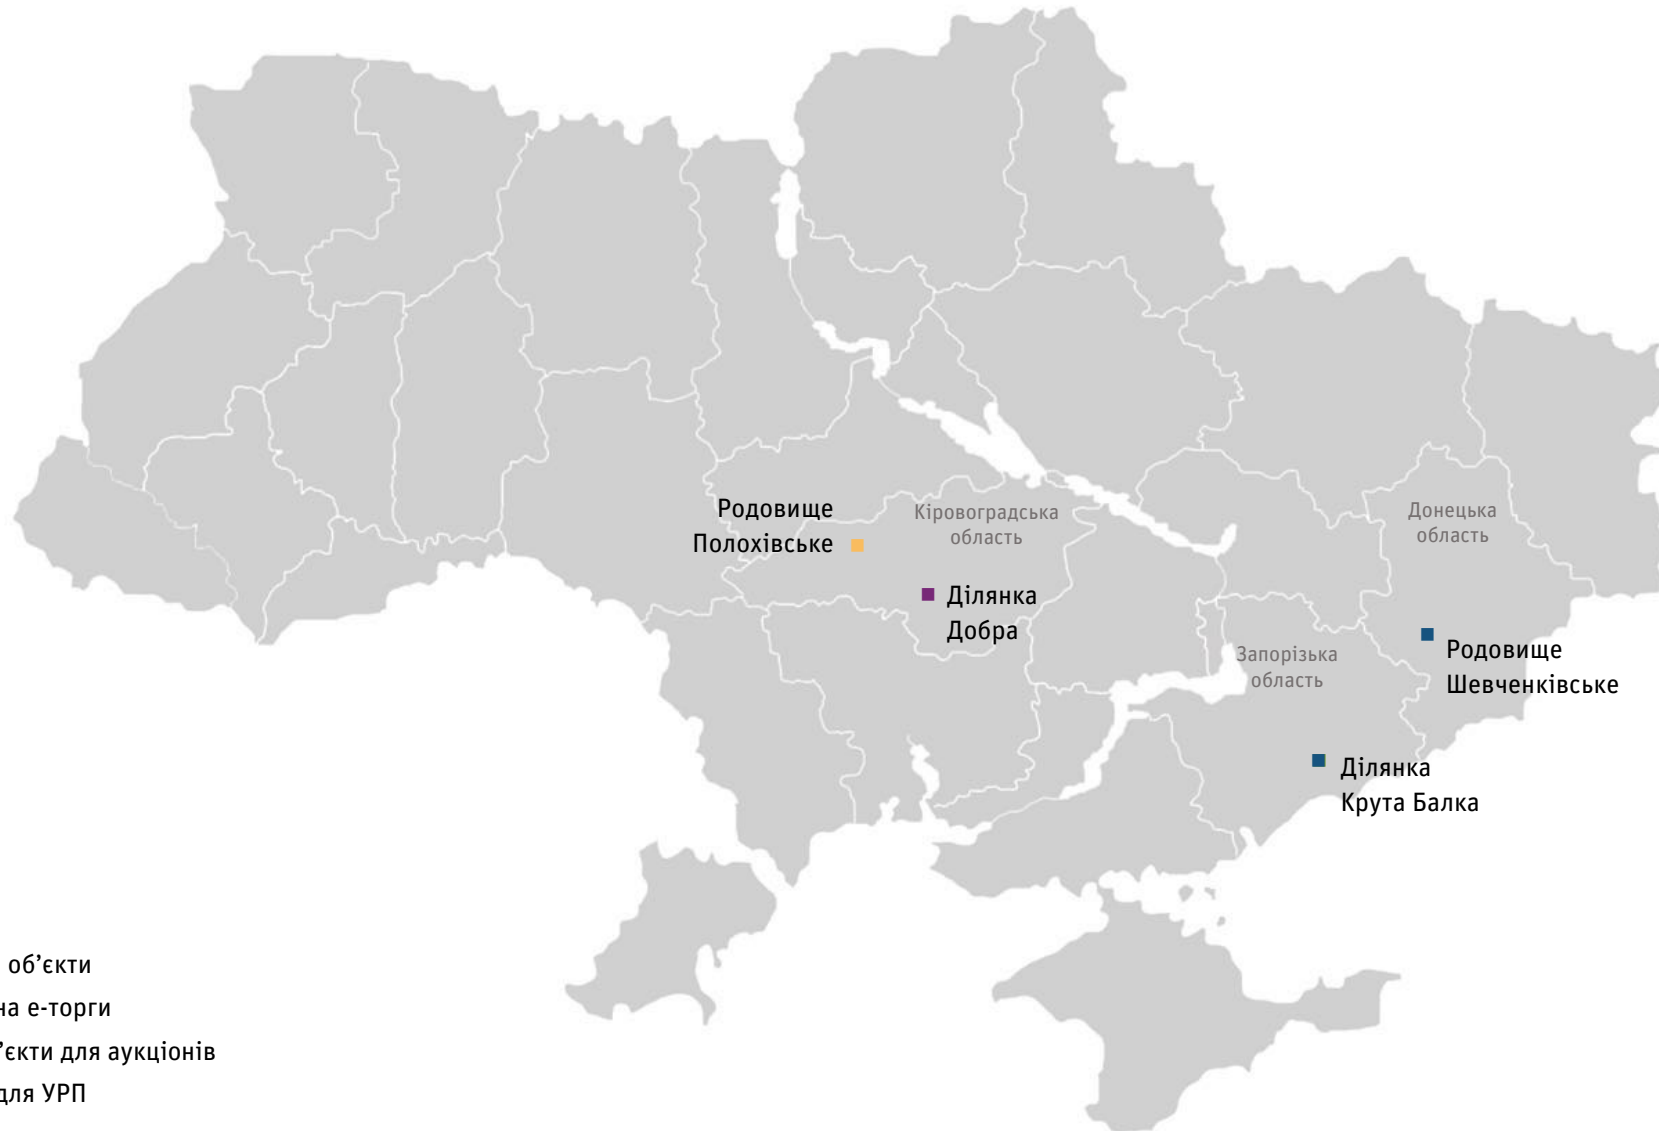 Родовище
Полохівське
Кіровоградська
область
Ділянка
Добра
Донецька
область
Запорізька
область
Родовище
Шевченківське
Ділянка
Крута Балка
об’єкти
на е-торги
’єкти для аукціонів
для УРП